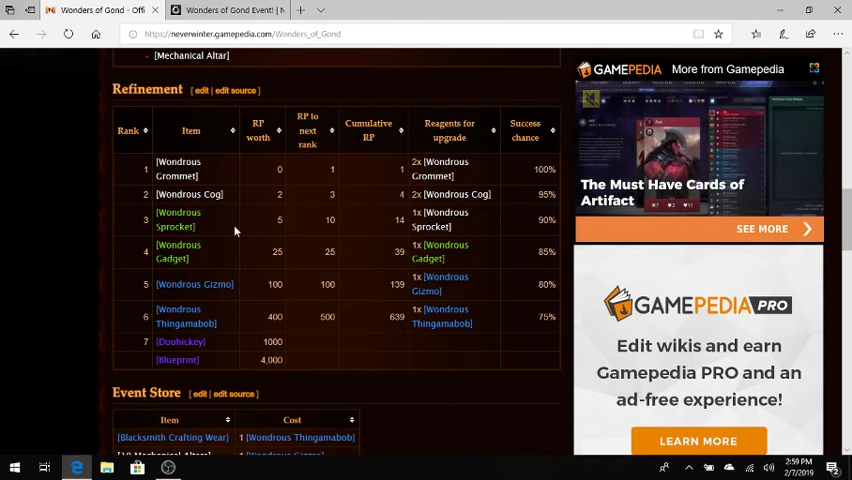 Wonders of Gond - Offi
Wonders of Gond Event! | N
https://neverwinter.gamepedia.com/Wonders_of_Gond
[Mechanical Altar]
Refinement [ edit | edit source ]
Rank Item RP worth RP to next rank Cumulative RP Reagents for upgrade Success chance
1 [Wondrous Grommet] 0 1 1 2x [Wondrous Grommet] 100%
2 [Wondrous Cog] 2 3 4 2x [Wondrous Cog] 95%
3 [Wondrous Sprocket] 5 10 14 1x [Wondrous Sprocket] 90%
4 [Wondrous Gadget] 25 25 39 1x [Wondrous Gadget] 85%
5 [Wondrous Gizmo] 100 100 139 1x [Wondrous Gizmo] 80%
6 [Wondrous Thingamabob] 400 500 639 1x [Wondrous Thingamabob] 75%
7 [Doohickey] 1000
[Blueprint] 4,000
Event Store [ edit | edit source ]
Item Cost
[Blacksmith Crafting Wear] 1 [Wondrous Thingamabob]
GAMEPEDIA More from Gamepedia
The Must Have Cards of
Artifact
SEE MORE
GAMEPEDIA PRO
Edit wikis and earn
Gamepedia PRO and an
ad-free experience!
LEARN MORE
2:59 PM
2/7/2019